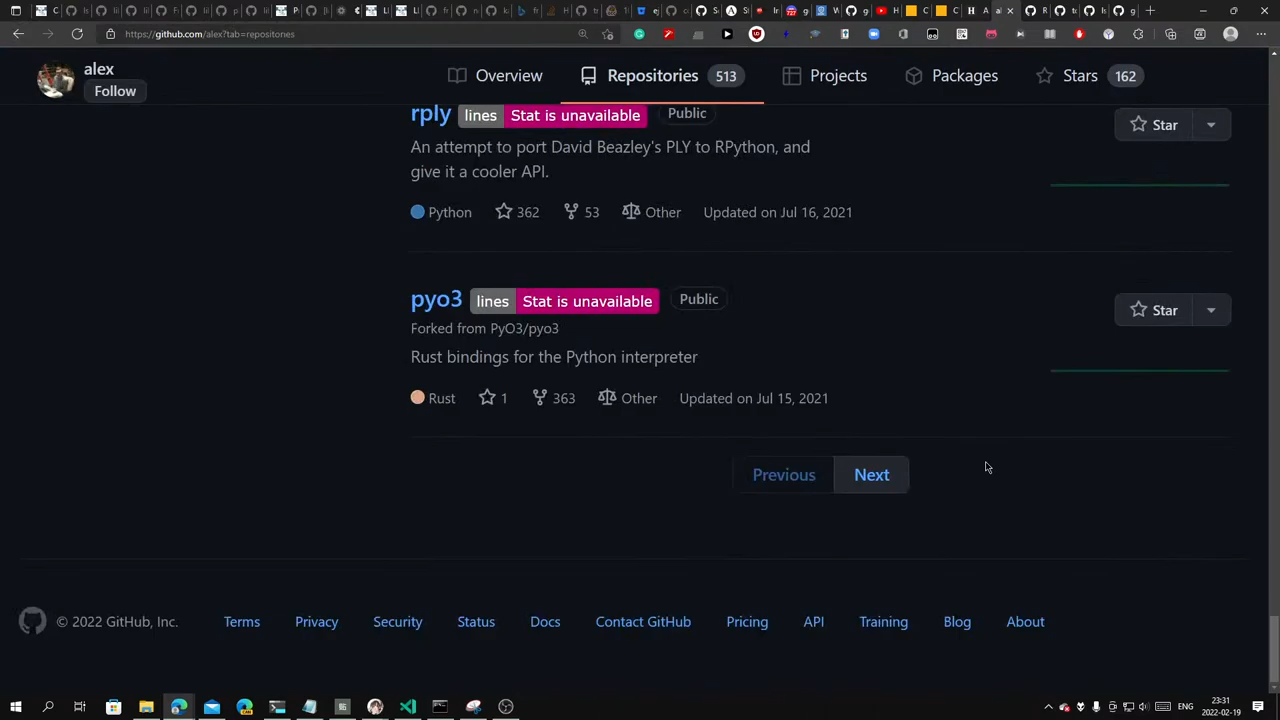 https://github.com/alex?tab=repositones
alex
Follow
Overview
Repositories 513
Projects
Packages
Stars 162
rply lines Stat is unavailable Public
Star
An attempt to port David Beazley's PLY to RPython, and
give it a cooler API.
Python 362 53 Other Updated on Jul 16, 2021
pyo3 lines Stat is unavailable Public
Star
Forked from PyO3/pyo3
Rust bindings for the Python interpreter
Rust 1 363 Other Updated on Jul 15, 2021
Previous Next
© 2022 GitHub, Inc. Terms Privacy Security Status Docs Contact GitHub Pricing API Training Blog About
ENG
23:31
2022-02-19